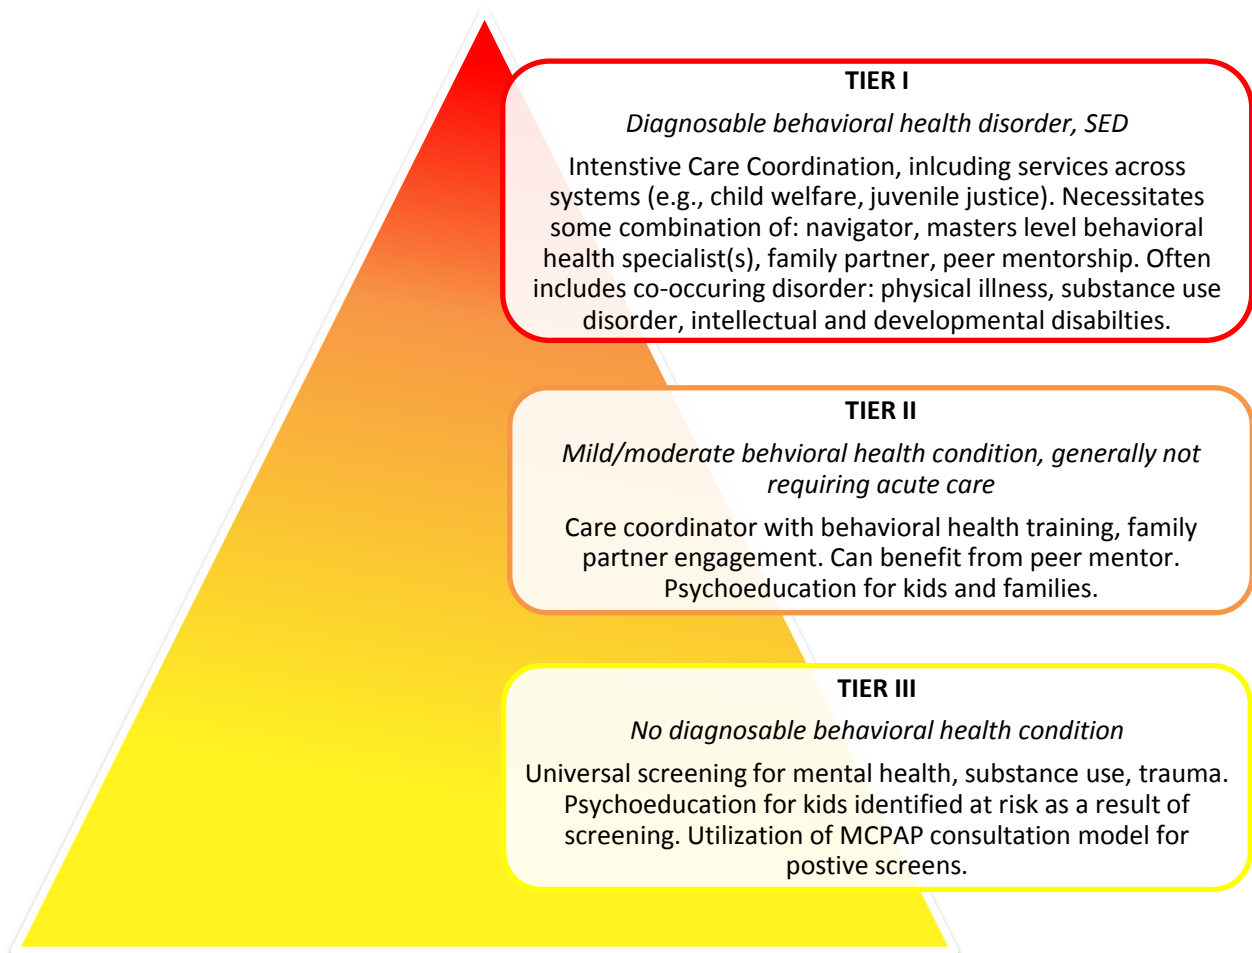 TIER I
Diagnosable behavioral health disorder, SED
Intenstive Care Coordination, inlcuding services across
systems (e.g., child welfare, juvenile justice). Necessitates
some combination of: navigator, masters level behavioral
health specialist(s), family partner, peer mentorship. Often
includes co-occuring disorder: physical illness, substance use
disorder, intellectual and developmental disabilties.
TIER II
Mild/moderate behvioral health condition, generally not
requiring acute care
Care coordinator with behavioral health training, family
partner engagement. Can benefit from peer mentor.
Psychoeducation for kids and families.
TIER III
No diagnosable behavioral health condition
Universal screening for mental health, substance use, trauma.
Psychoeducation for kids identified at risk as a result of
screening. Utilization of MCPAP consultation model for
postive screens.